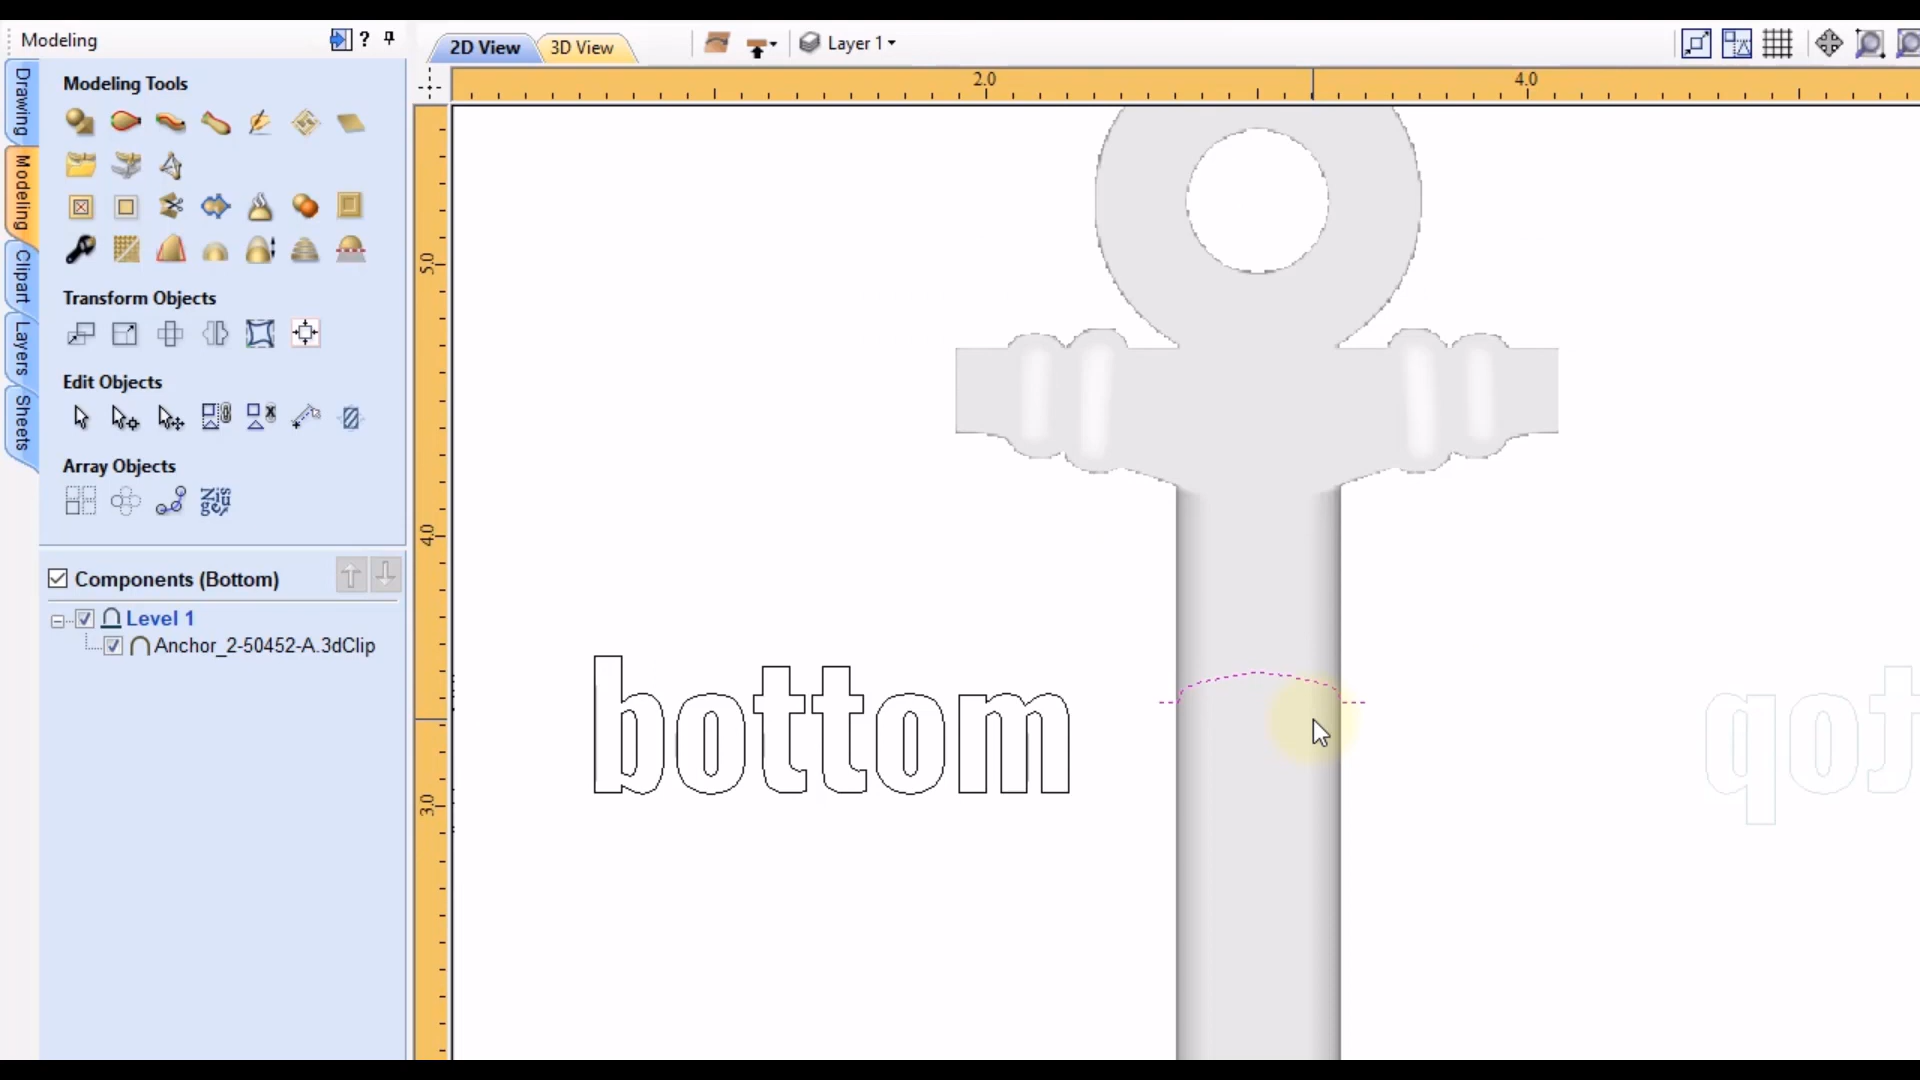 Modeling ?
2D View
3D View
Layer 1
Drawing
Modeling
Clipart
Layers
Sheets
Modeling Tools
Transform Objects
Edit Objects
Array Objects
Components (Bottom)
Level 1
Anchor_2-50452-A.3dClip
2.0
4.0
5.0
4.0
3.0
bottom